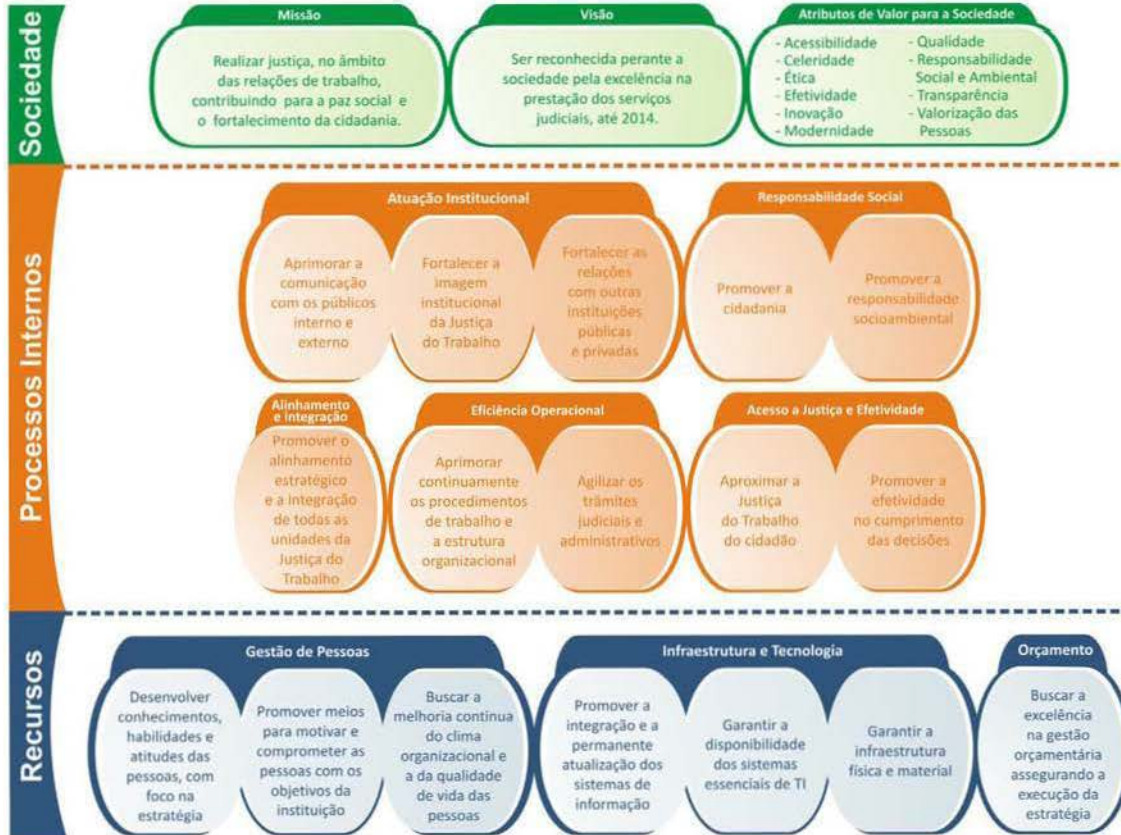 Sociedade
Missão
Realizar justiça, no âmbito
das relações de trabalho,
contribuindo para a paz social e
o fortalecimento da cidadania.
Visão
Ser reconhecida perante a
sociedade pela excelência na
prestação dos serviços
judiciais, até 2014.
Atributos de Valor para a Sociedade
- Acessibilidade
- Celeridade
- Ética
- Efetividade
- Inovação
- Modernidade
- Qualidade
- Responsabilidade
Social e Ambiental
- Transparência
- Valorização das
Pessoas
Processos Internos
Atuação Institucional
Aprimorar a
comunicação
com os públicos
interno e
externo
Fortalecer a
imagem
institucional
da Justiça
do Trabalho
Fortalecer as
relações
com outras
instituições
públicas
e privadas
Responsabilidade Social
Promover a
cidadania
Promover a
responsabilidade
socioambiental
Alinhamento
e Integração
Promover o
alinhamento
estratégico
e a integração
de todas as
unidades da
Justiça do
Trabalho
Eficiência Operacional
Aprimorar
continuamente
os procedimentos
de trabalho e
a estrutura
organizacional
Agilizar os
trâmites
judiciais e
administrativos
Acesso a Justiça e Efetividade
Aproximar a
Justiça
do Trabalho
do cidadão
Promover a
efetividade
no cumprimento
das decisões
Recursos
Gestão de Pessoas
Desenvolver
conhecimentos,
habilidades e
atitudes das
pessoas, com
foco na
estratégia
Promover meios
para motivar e
comprometer as
pessoas com os
objetivos da
instituição
Buscar a
melhoria continua
do clima
organizacional e
a da qualidade
de vida das
pessoas
Infraestrutura e Tecnologia
Promover a
integração e a
permanente
atualização dos
sistemas de
informação
Garantir a
disponibilidade
dos sistemas
essenciais de TI
Garantir a
infraestrutura
física e material
Orçamento
Buscar a
excelência
na gestão
orçamentária
assegurando a
execução da
estratégia